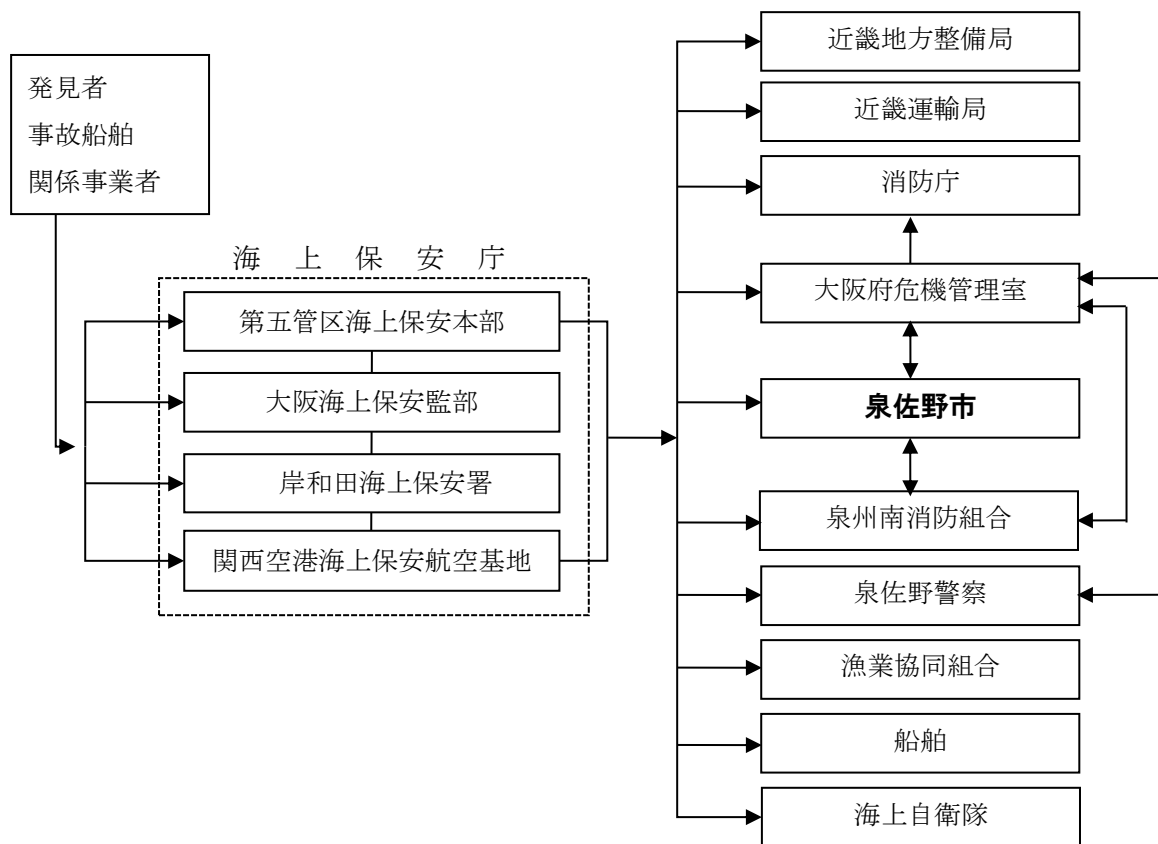 発見者
事故船舶
関係事業者
海上保安庁
第五管区海上保安本部
大阪海上保安監部
岸和田海上保安署
関西空港海上保安航空基地
近畿地方整備局
近畿運輸局
消防庁
大阪府危機管理室
泉佐野市
泉州南消防組合
泉佐野警察
漁業協同組合
船舶
海上自衛隊